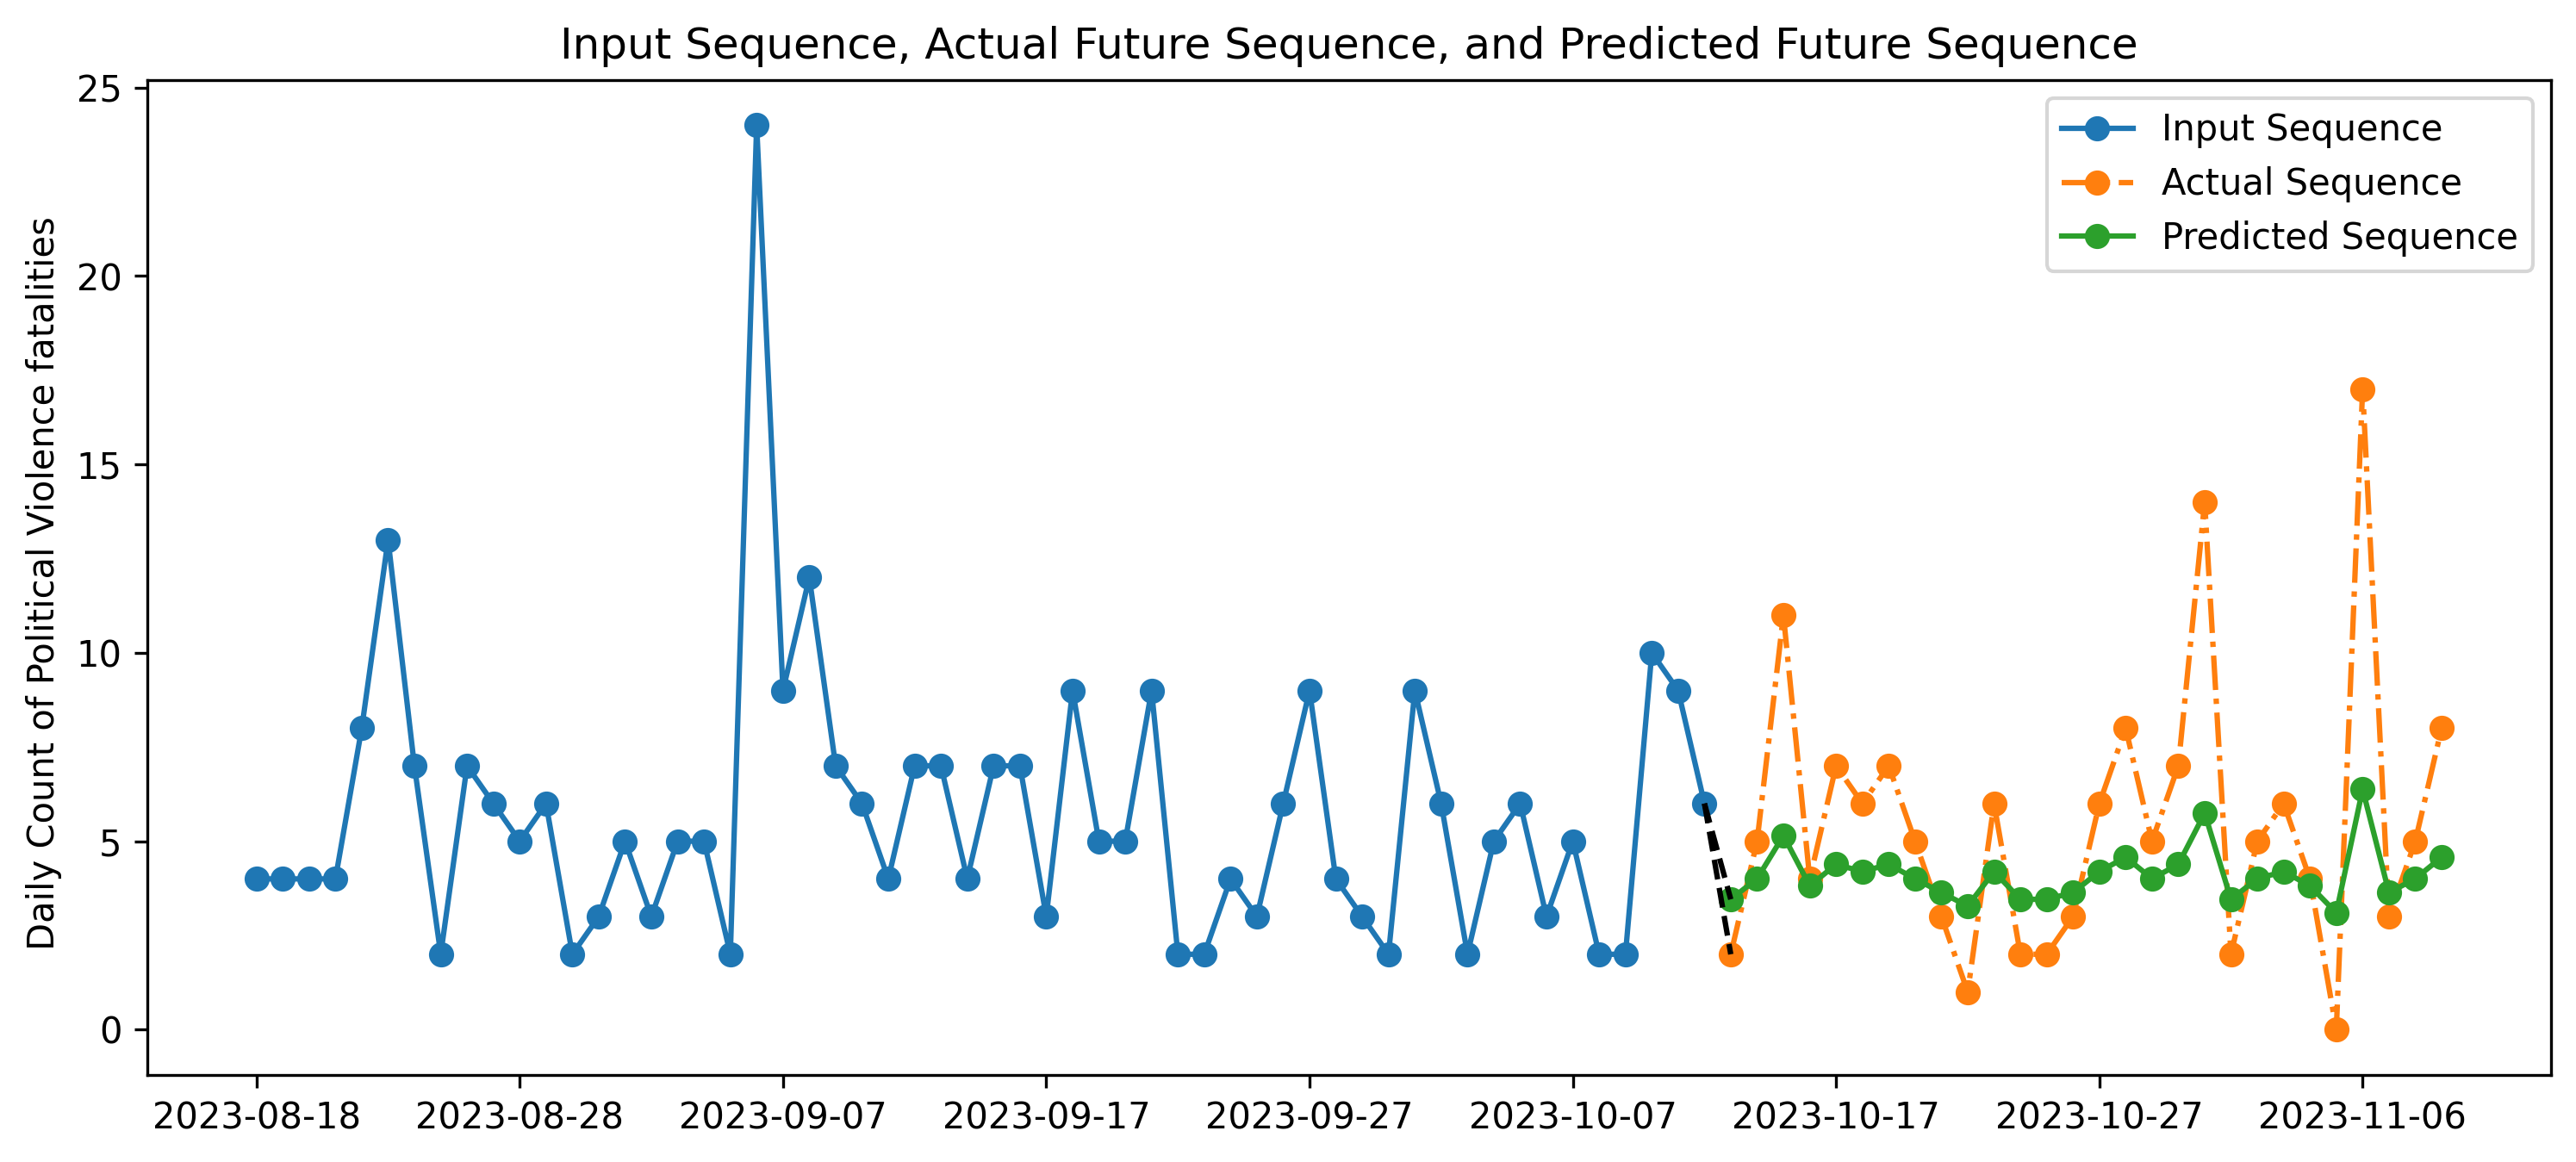 Input Sequence, Actual Future Sequence, and Predicted Future Sequence
Daily Count of Political Violence fatalities
25
20
15
10
5
0
Input Sequence
Actual Sequence
Predicted Sequence
2023-08-18 2023-08-28 2023-09-07 2023-09-17 2023-09-27 2023-10-07 2023-10-17 2023-10-27 2023-11-06